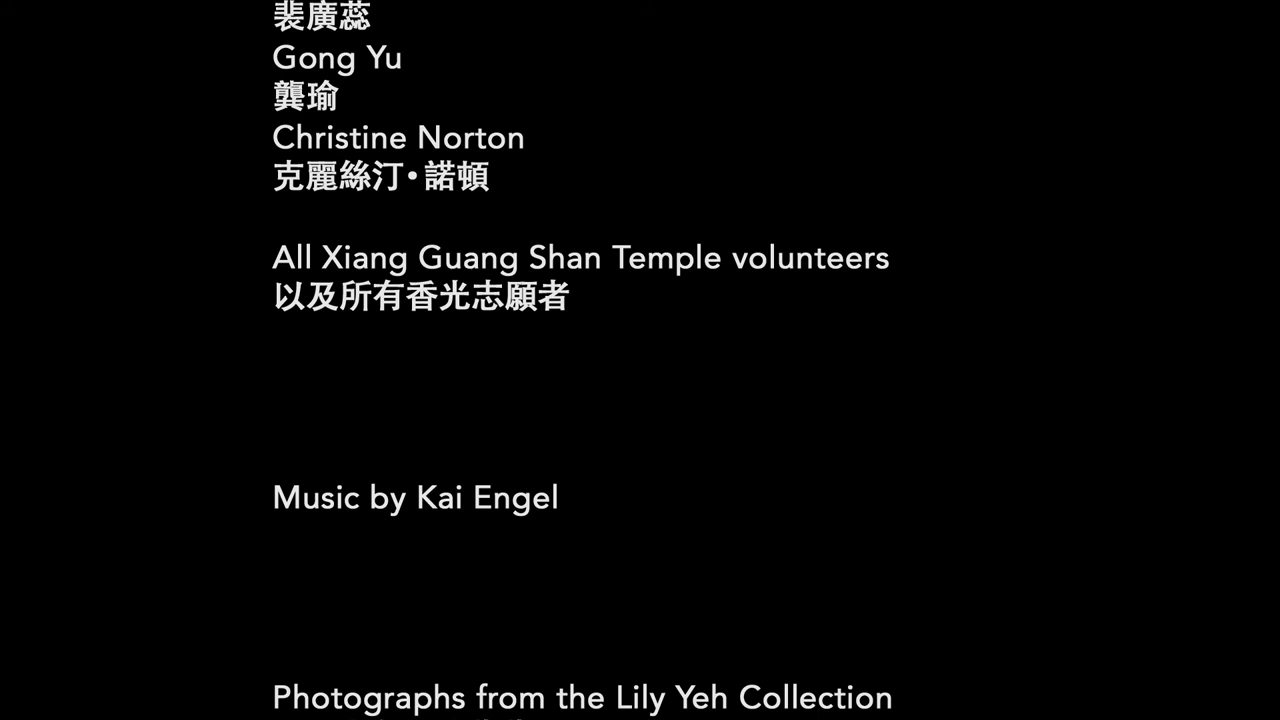 裴廣蕊
Gong Yu
龔瑜
Christine Norton
克麗絲汀•諾頓
All Xiang Guang Shan Temple volunteers
以及所有香光志願者
Music by Kai Engel
Photographs from the Lily Yeh Collection